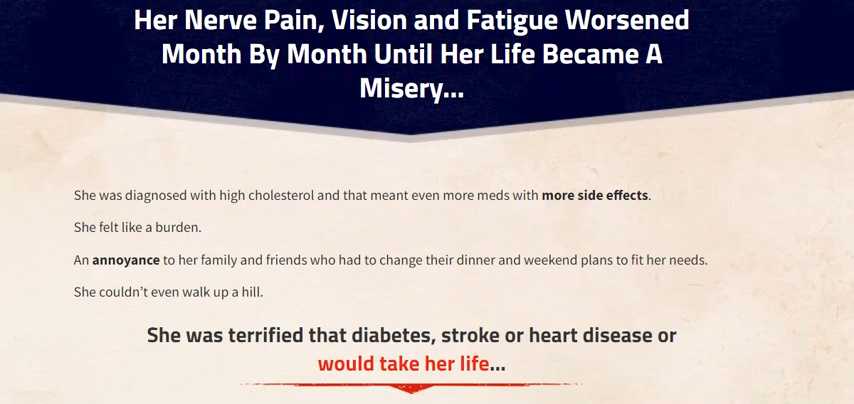 Her Nerve Pain, Vision and Fatigue Worsened
Month By Month Until Her Life Became A
Misery...
She was diagnosed with high cholesterol and that meant even more meds with more side effects.
She felt like a burden.
An annoyance to her family and friends who had to change their dinner and weekend plans to fit her needs.
She couldn’t even walk up a hill.
She was terrified that diabetes, stroke or heart disease or
would take her life...